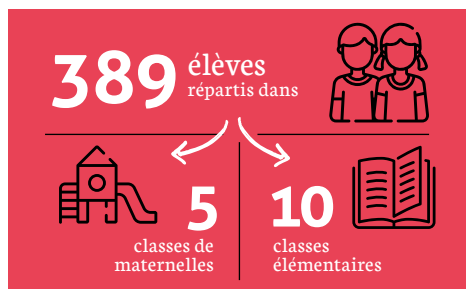 389 élèves
répartis dans
5
classes de
maternelles
10
classes
élémentaires